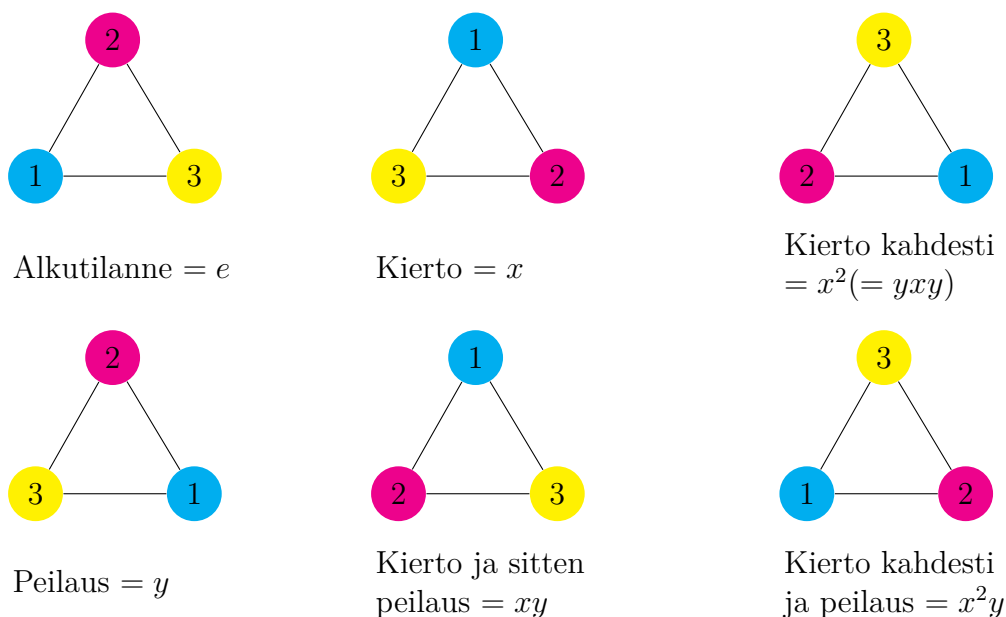 2
1 3
Alkutilanne = e
1
3 2
Kierto = x
3
2 1
Kierto kahdesti
= x²(= yxy)
2
3 1
Peilaus = y
1
2 3
Kierto ja sitten
peilaus = xy
3
1 2
Kierto kahdesti
ja peilaus = x²y